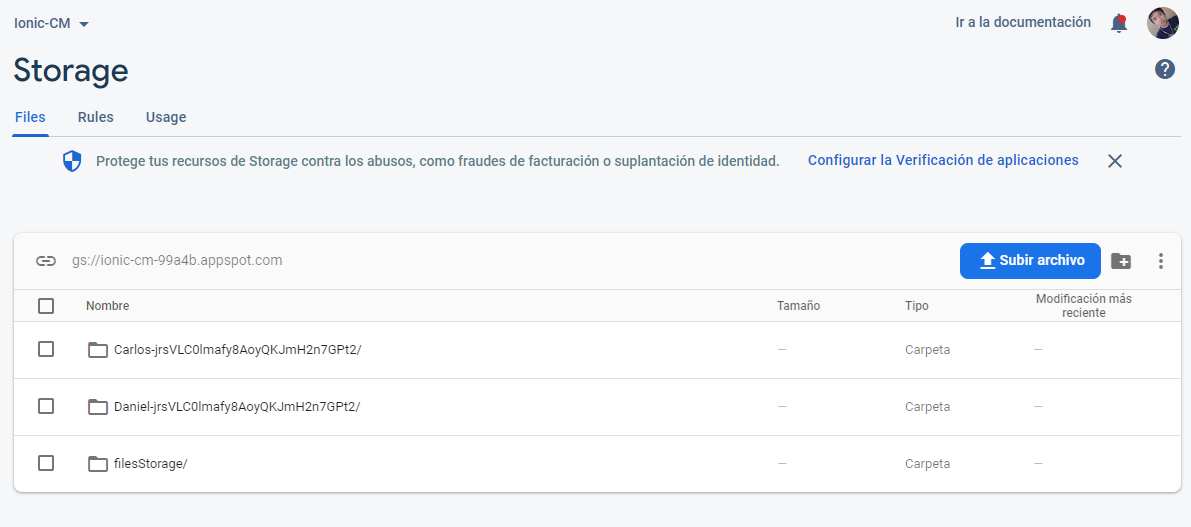 Ionic-CM
Ir a la documentación
Storage
Files Rules Usage
Protege tus recursos de Storage contra los abusos, como fraudes de facturación o suplantación de identidad. Configurar la Verificación de aplicaciones
gs://ionic-cm-99a4b.appspot.com
Subir archivo
Nombre Tamaño Tipo Modificación más
reciente
Carlos-jrsVLC0lmafy8AoyQKJmH2n7GPt2/ — Carpeta —
Daniel-jrsVLC0lmafy8AoyQKJmH2n7GPt2/ — Carpeta —
filesStorage/ — Carpeta —